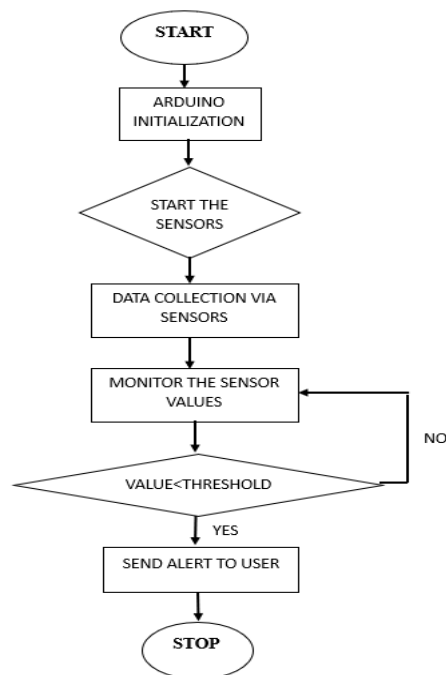 START
ARDUINO
INITIALIZATION
START THE
SENSORS
DATA COLLECTION VIA
SENSORS
MONITOR THE SENSOR
VALUES
NO
VALUE<THRESHOLD
YES
SEND ALERT TO USER
STOP